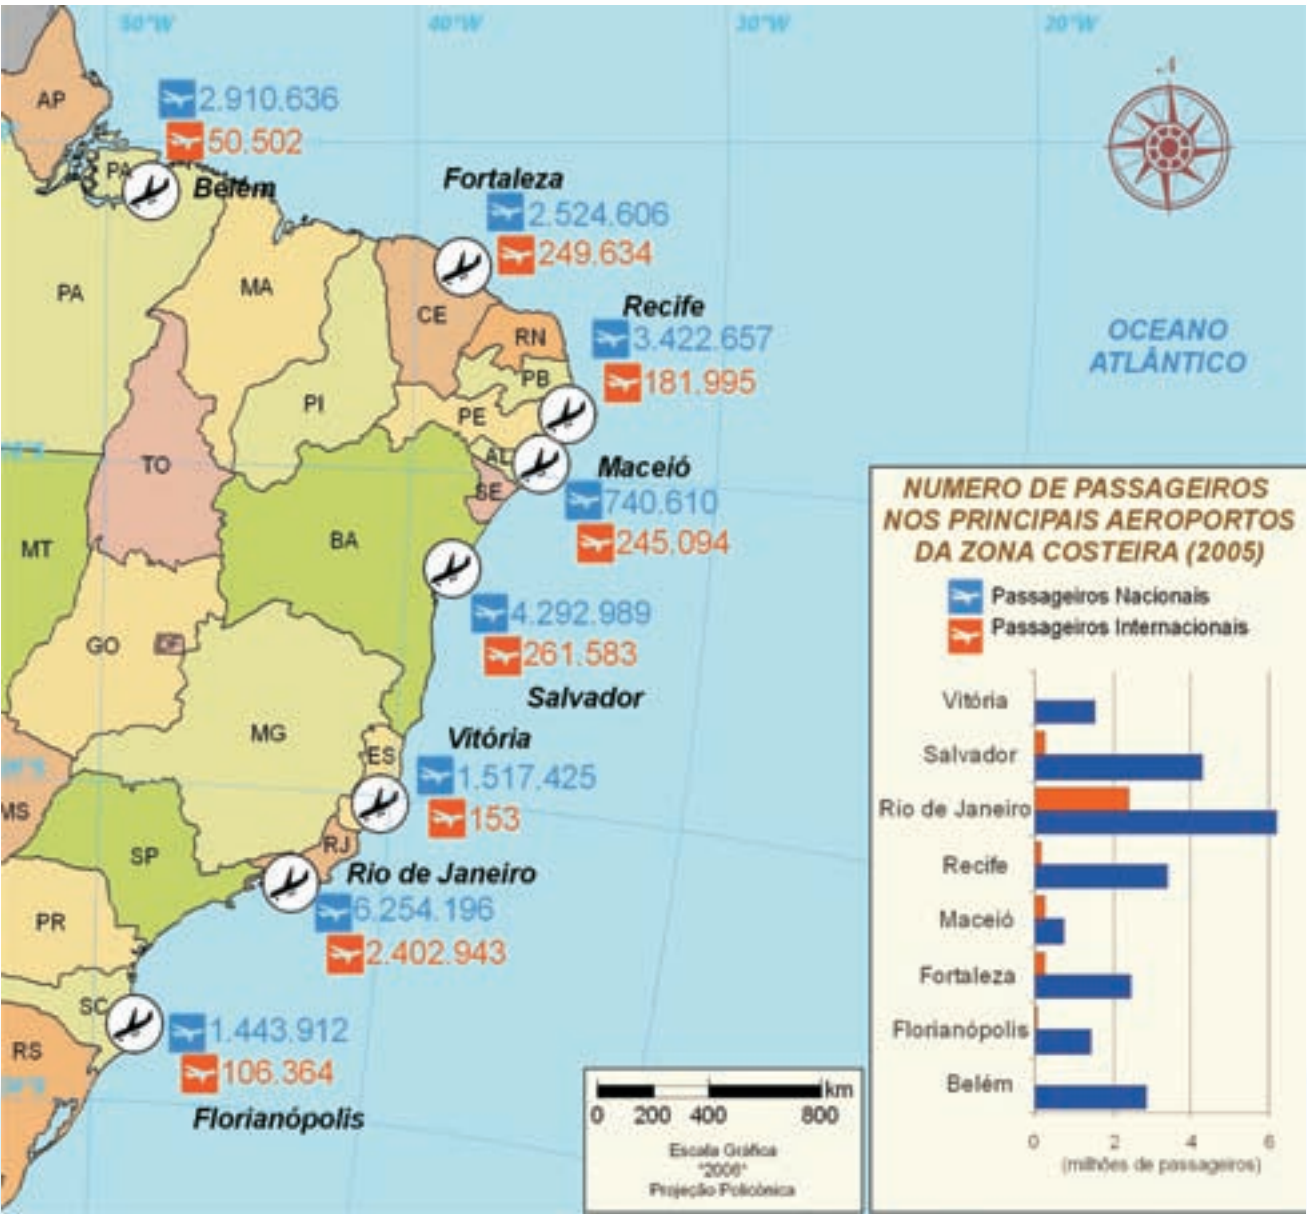 50°W
40°W
30°W
20°W
N
AP
2.910.636
50.502
PA
Belém
Fortaleza
2.524.606
249.634
PA
MA
CE
RN
Recife
3.422.657
181.995
OCEANO
ATLÂNTICO
PI
PB
PE
TO
AL
SE
Maceió
740.610
245.094
MT
BA
4.292.989
261.583
Salvador
GO
DF
MG
ES
Vitória
1.517.425
153
MS
SP
RJ
Rio de Janeiro
6.254.196
2.402.943
PR
SC
1.443.912
106.364
Florianópolis
RS
NUMERO DE PASSAGEIROS
NOS PRINCIPAIS AEROPORTOS
DA ZONA COSTEIRA (2005)
Passageiros Nacionais
Passageiros Internacionais
Vitória
Salvador
Rio de Janeiro
Recife
Maceió
Fortaleza
Florianópolis
Belém
0 2 4 6
(milhões de passageiros)
km
0 200 400 800
Escala Gráfica
"2006"
Projeção Policônica